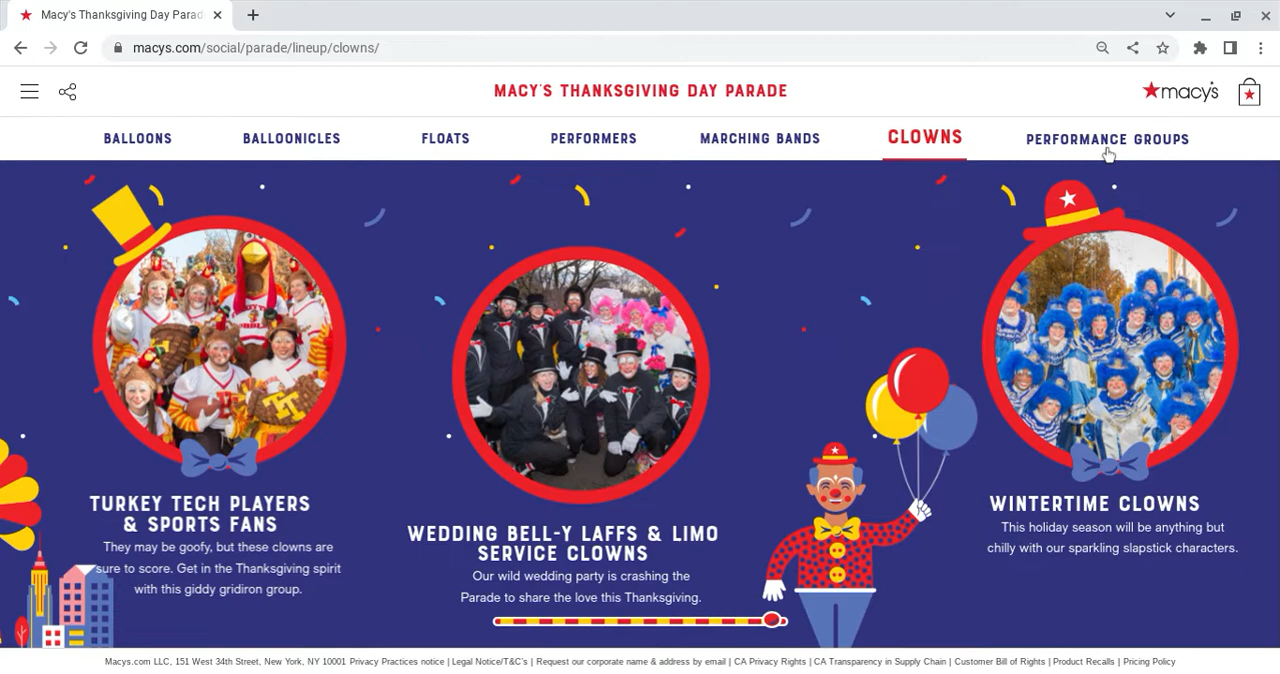 Macy's Thanksgiving Day Parad
macys.com/social/parade/lineup/clowns/
MACY'S THANKSGIVING DAY PARADE
macy's
BALLOONS BALLOONICLES FLOATS PERFORMERS MARCHING BANDS CLOWNS PERFORMANCE GROUPS
TURKEY TECH PLAYERS
& SPORTS FANS
They may be goofy, but these clowns are
sure to score. Get in the Thanksgiving spirit
with this giddy gridiron group.
WEDDING BELL-Y LAFFS & LIMO
SERVICE CLOWNS
Our wild wedding party is crashing the
Parade to share the love this Thanksgiving.
WINTERTIME CLOWNS
This holiday season will be anything but
chilly with our sparkling slapstick characters.
Macys.com LLC, 151 West 34th Street, New York, NY 10001 Privacy Practices notice | Legal Notice/T&C's | Request our corporate name & address by email | CA Privacy Rights | CA Transparency in Supply Chain | Customer Bill of Rights | Product Recalls | Pricing Policy